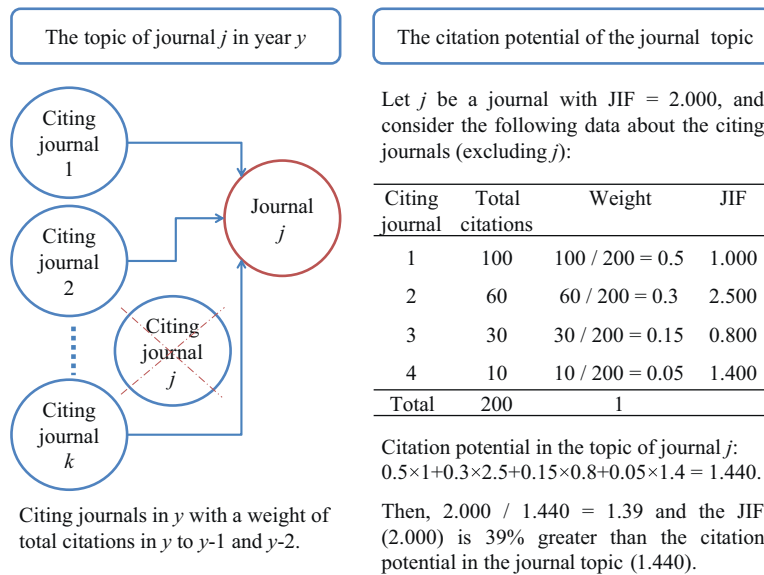 The topic of journal j in year y
Citing
journal
1
Citing
journal
2
Journal
j
Citing
journal
j
Citing
journal
k
Citing journals in y with a weight of
total citations in y to y-1 and y-2.
The citation potential of the journal topic
Let j be a journal with JIF = 2.000, and
consider the following data about the citing
journals (excluding j):
Citing journal Total citations Weight JIF
1 100 100 / 200 = 0.5 1.000
2 60 60 / 200 = 0.3 2.500
3 30 30 / 200 = 0.15 0.800
4 10 10 / 200 = 0.05 1.400
Total 200 1
Citation potential in the topic of journal j:
0.5×1+0.3×2.5+0.15×0.8+0.05×1.4 = 1.440.
Then, 2.000 / 1.440 = 1.39 and the JIF
(2.000) is 39% greater than the citation
potential in the journal topic (1.440).